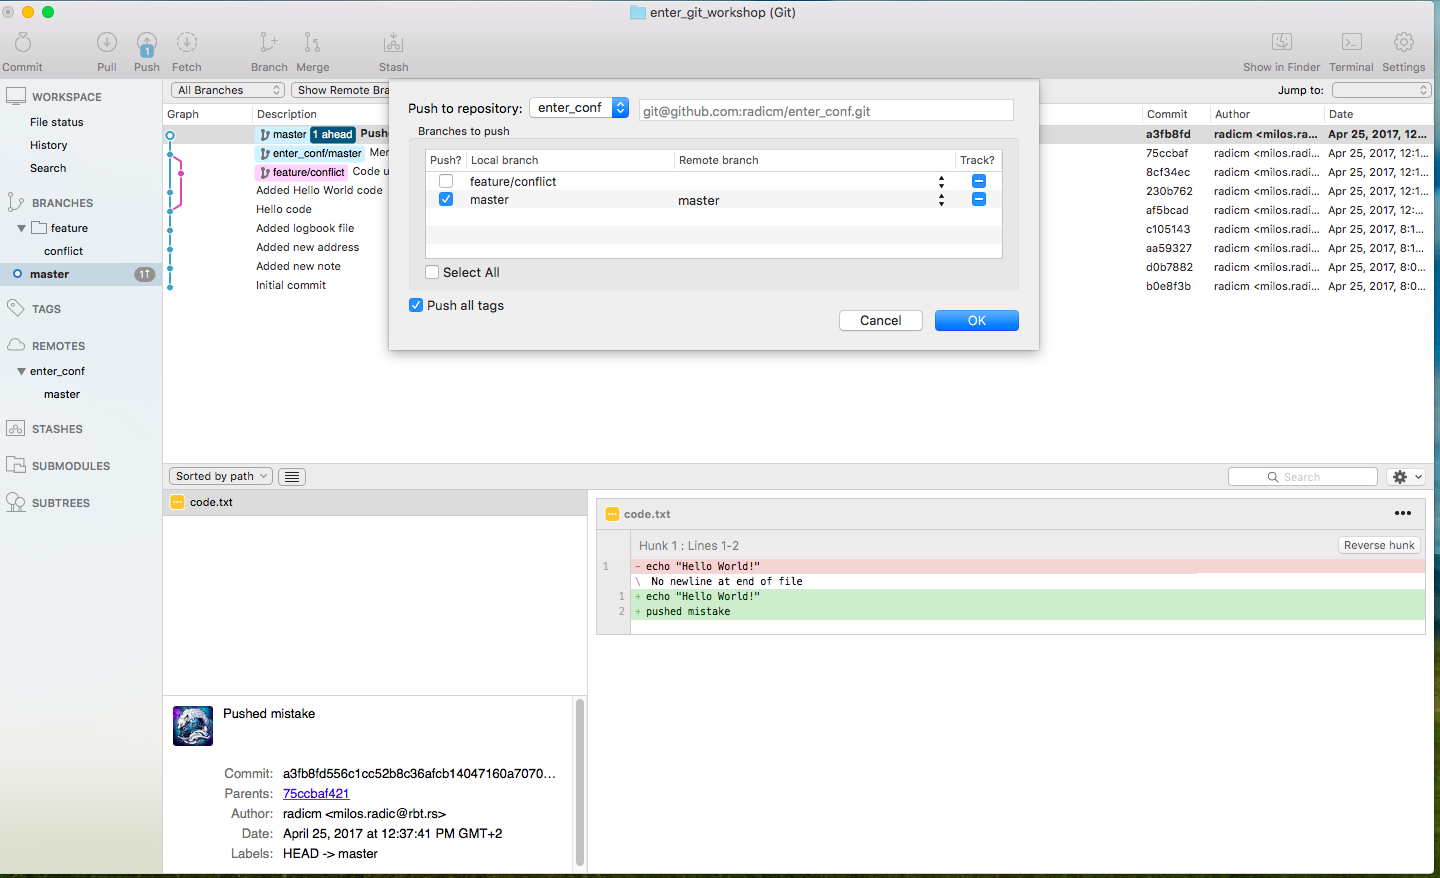 enter_git_workshop (Git)
Commit Pull Push Fetch Branch Merge Stash Show in Finder Terminal Settings
1
WORKSPACE
File status
History
Search
BRANCHES
feature
conflict
master 1↑
TAGS
REMOTES
enter_conf
master
STASHES
SUBMODULES
SUBTREES
All Branches Show Remote Bra Jump to:
Graph Description Commit Author Date
master 1 ahead Pushe a3fb8fd radicm <milos.ra... Apr 25, 2017, 12...
enter_conf/master Mer 75ccbaf radicm <milos.radi... Apr 25, 2017, 12:1...
feature/conflict Code u 8cf34ec radicm <milos.radi... Apr 25, 2017, 12:1...
Added Hello World code 230b762 radicm <milos.radi... Apr 25, 2017, 12:1...
Hello code af5bcad radicm <milos.radi... Apr 25, 2017, 12:...
Added logbook file c105143 radicm <milos.radi... Apr 25, 2017, 8:1...
Added new address aa59327 radicm <milos.radi... Apr 25, 2017, 8:1...
Added new note d0b7882 radicm <milos.radi... Apr 25, 2017, 8:0...
Initial commit b0e8f3b radicm <milos.radi... Apr 25, 2017, 8:0...
Push to repository: enter_conf git@github.com:radicm/enter_conf.git
Branches to push
Push? Local branch Remote branch Track?
feature/conflict
master master
Select All
Push all tags
Cancel OK
Sorted by path Search
code.txt
code.txt •••
Hunk 1 : Lines 1-2 Reverse hunk
1 - echo "Hello World!"
\ No newline at end of file
1 + echo "Hello World!"
2 + pushed mistake
Pushed mistake
Commit: a3fb8fd556c1cc52b8c36afcb14047160a7070...
Parents: 75ccbaf421
Author: radicm <milos.radic@rbt.rs>
Date: April 25, 2017 at 12:37:41 PM GMT+2
Labels: HEAD -> master